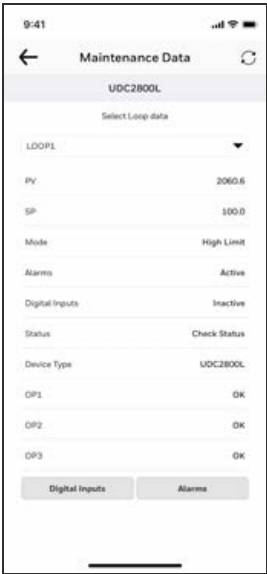 9:41
Maintenance Data
UDC2800L
Select Loop data
LOOP1
PV 2060.6
SP 100.0
Mode High Limit
Alarms Active
Digital Inputs Inactive
Status Check Status
Device Type UDC2800L
OP1 OK
OP2 OK
OP3 OK
Digital Inputs Alarms